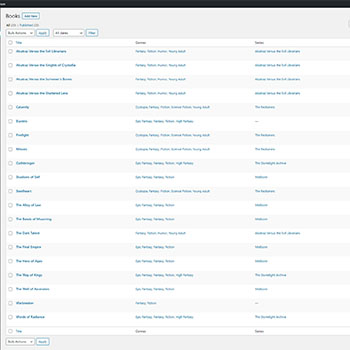 Books Add New
All (20) | Published (20)
Bulk Actions Apply All dates Filter
Title Genres Series
Alcatraz Versus the Evil Librarians Fantasy, Fiction, Humor, Young Adult Alcatraz Versus the Evil Librarians
Alcatraz Versus the Knights of Crystallia Fantasy, Fiction, Humor, Young Adult Alcatraz Versus the Evil Librarians
Alcatraz Versus the Scrivener's Bones Fantasy, Fiction, Humor, Young Adult Alcatraz Versus the Evil Librarians
Alcatraz Versus the Shattered Lens Fantasy, Fiction, Humor, Young Adult Alcatraz Versus the Evil Librarians
Calamity Dystopia, Fantasy, Fiction, Science Fiction, Young Adult The Reckoners
Elantris Epic Fantasy, Fantasy, Fiction, High Fantasy —
Firefight Dystopia, Fantasy, Fiction, Science Fiction, Young Adult The Reckoners
Mitosis Dystopia, Fantasy, Fiction, Science Fiction, Young Adult The Reckoners
Oathbringer Epic Fantasy, Fantasy, Fiction, High Fantasy The Stormlight Archive
Shadows of Self Epic Fantasy, Fantasy, Fiction Mistborn
Steelheart Dystopia, Fantasy, Fiction, Science Fiction, Young Adult The Reckoners
The Alloy of Law Epic Fantasy, Fantasy, Fiction Mistborn
The Bands of Mourning Epic Fantasy, Fantasy, Fiction Mistborn
The Dark Talent Fantasy, Fiction, Humor, Young Adult Alcatraz Versus the Evil Librarians
The Final Empire Epic Fantasy, Fantasy, Fiction, High Fantasy Mistborn
The Hero of Ages Epic Fantasy, Fantasy, Fiction, High Fantasy Mistborn
The Way of Kings Epic Fantasy, Fantasy, Fiction, High Fantasy The Stormlight Archive
The Well of Ascension Epic Fantasy, Fantasy, Fiction, High Fantasy Mistborn
Warbreaker Fantasy, Fiction —
Words of Radiance Epic Fantasy, Fantasy, Fiction, High Fantasy The Stormlight Archive
Title Genres Series
Bulk Actions Apply